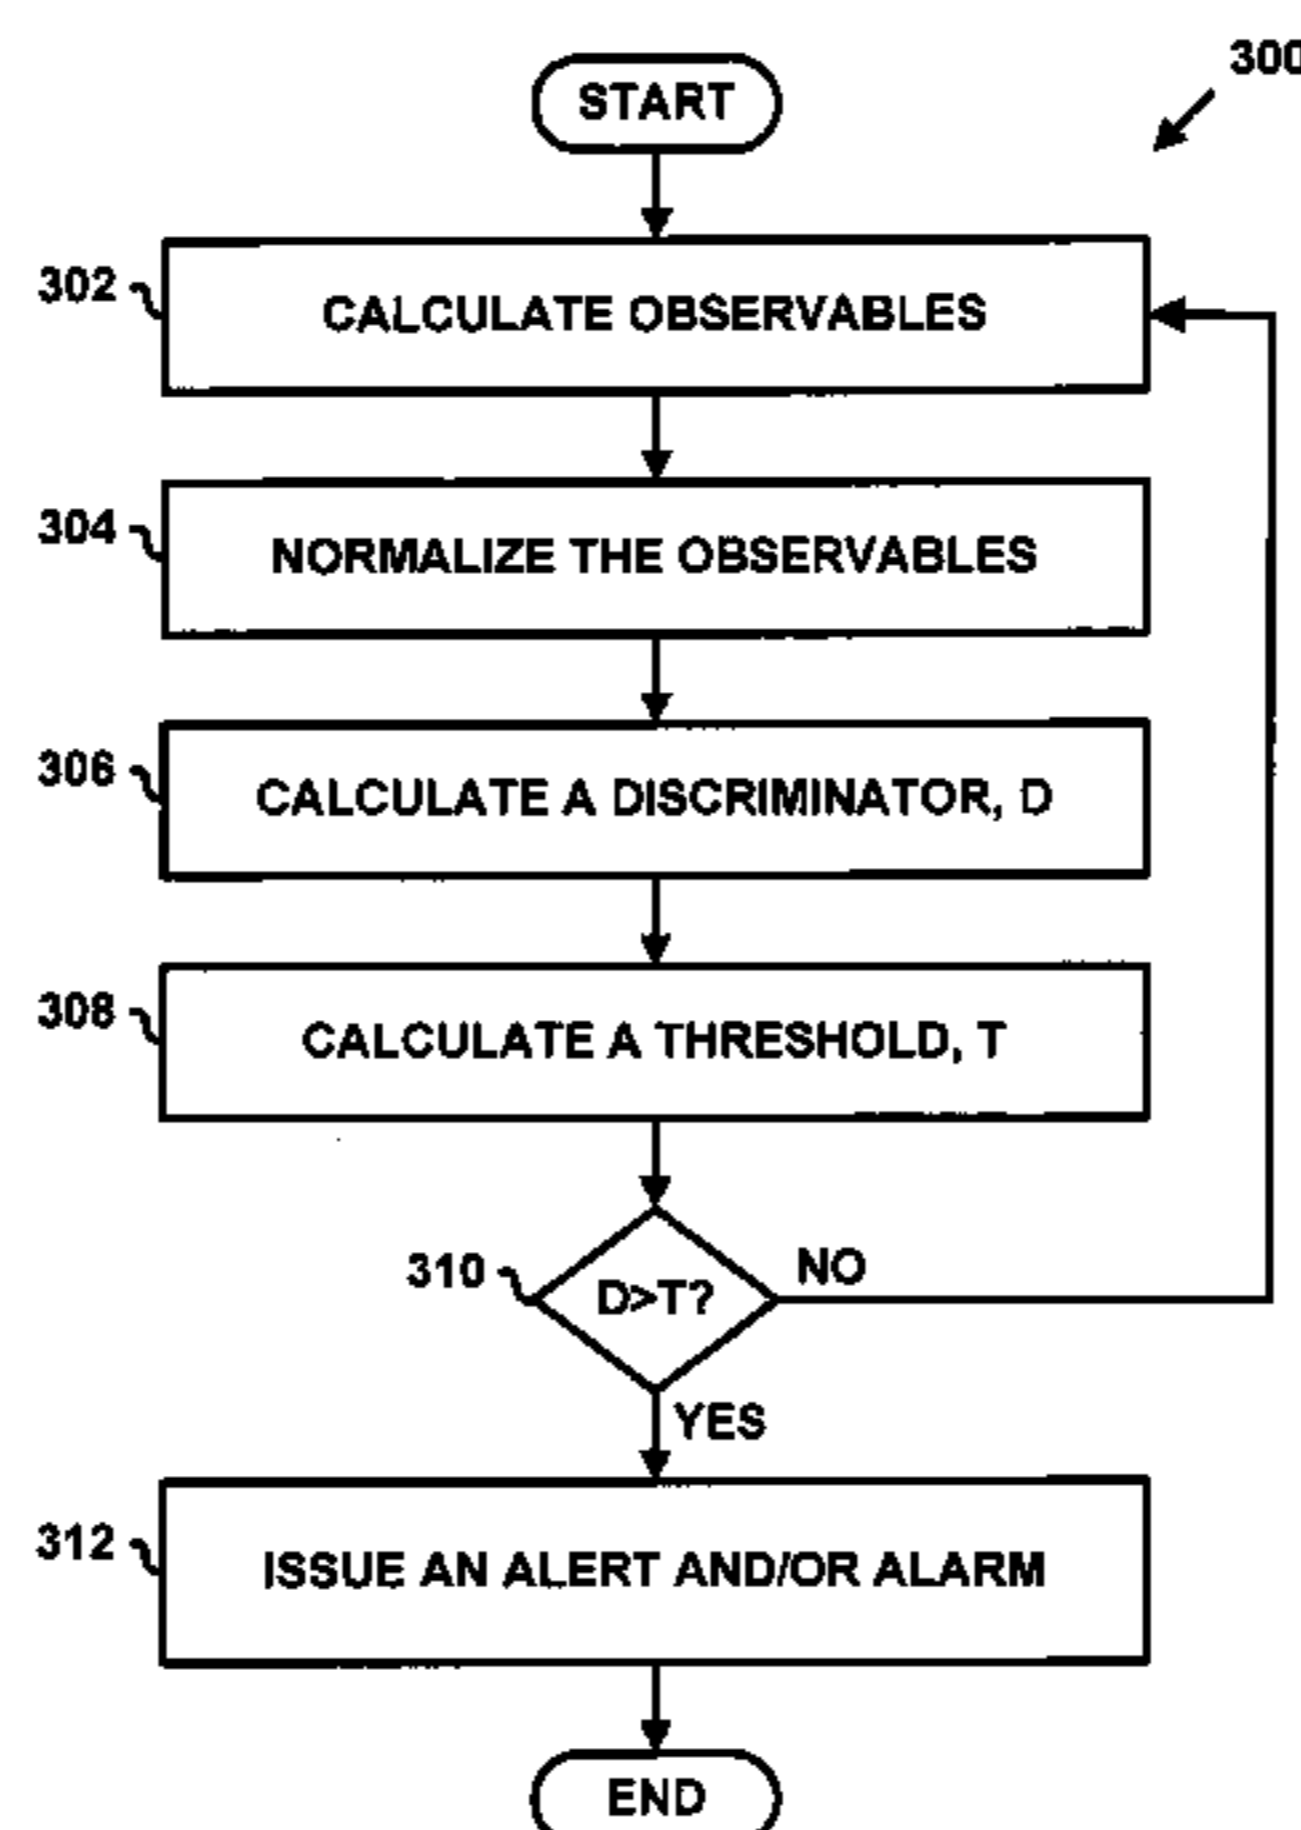 300
START
302
CALCULATE OBSERVABLES
304
NORMALIZE THE OBSERVABLES
306
CALCULATE A DISCRIMINATOR, D
308
CALCULATE A THRESHOLD, T
310
D>T?
NO
YES
312
ISSUE AN ALERT AND/OR ALARM
END